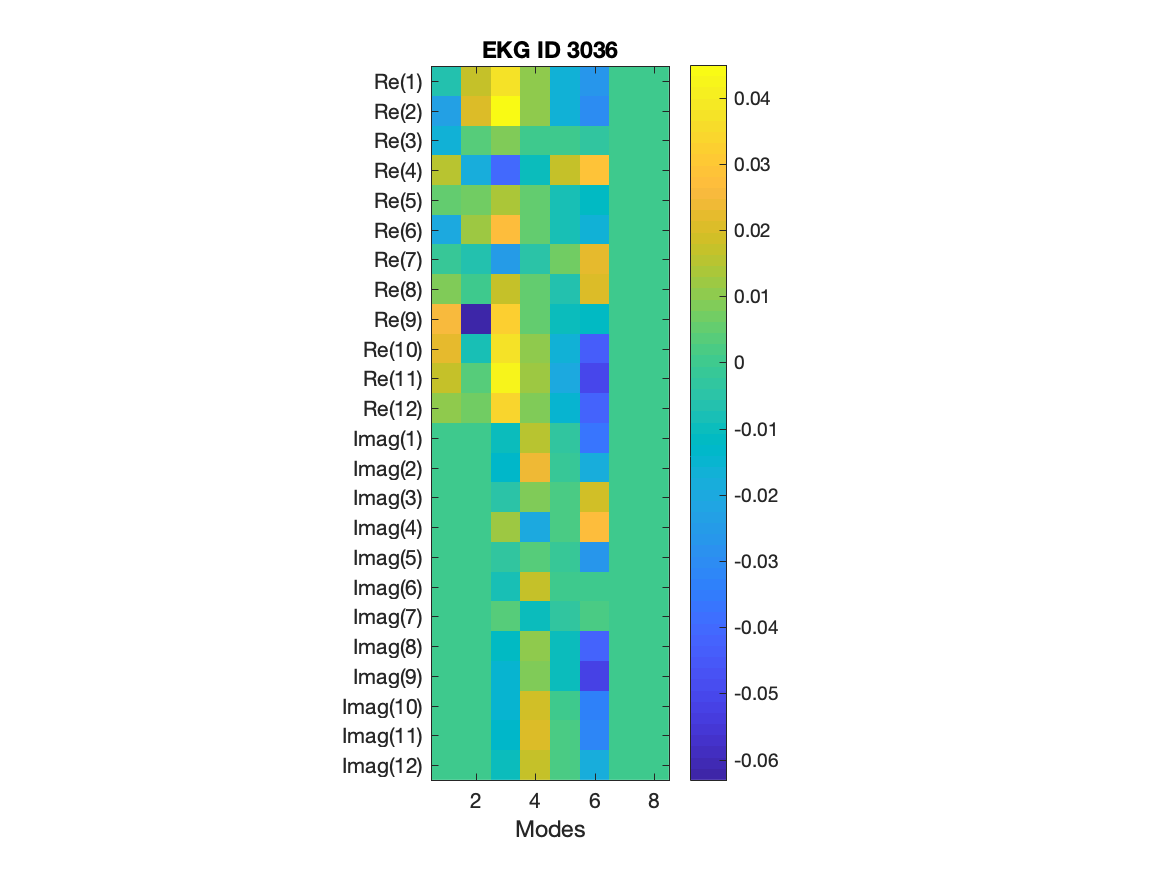 EKG ID 3036
Re(1)
Re(2)
Re(3)
Re(4)
Re(5)
Re(6)
Re(7)
Re(8)
Re(9)
Re(10)
Re(11)
Re(12)
Imag(1)
Imag(2)
Imag(3)
Imag(4)
Imag(5)
Imag(6)
Imag(7)
Imag(8)
Imag(9)
Imag(10)
Imag(11)
Imag(12)
2 4 6 8
Modes
0.04
0.03
0.02
0.01
0
-0.01
-0.02
-0.03
-0.04
-0.05
-0.06